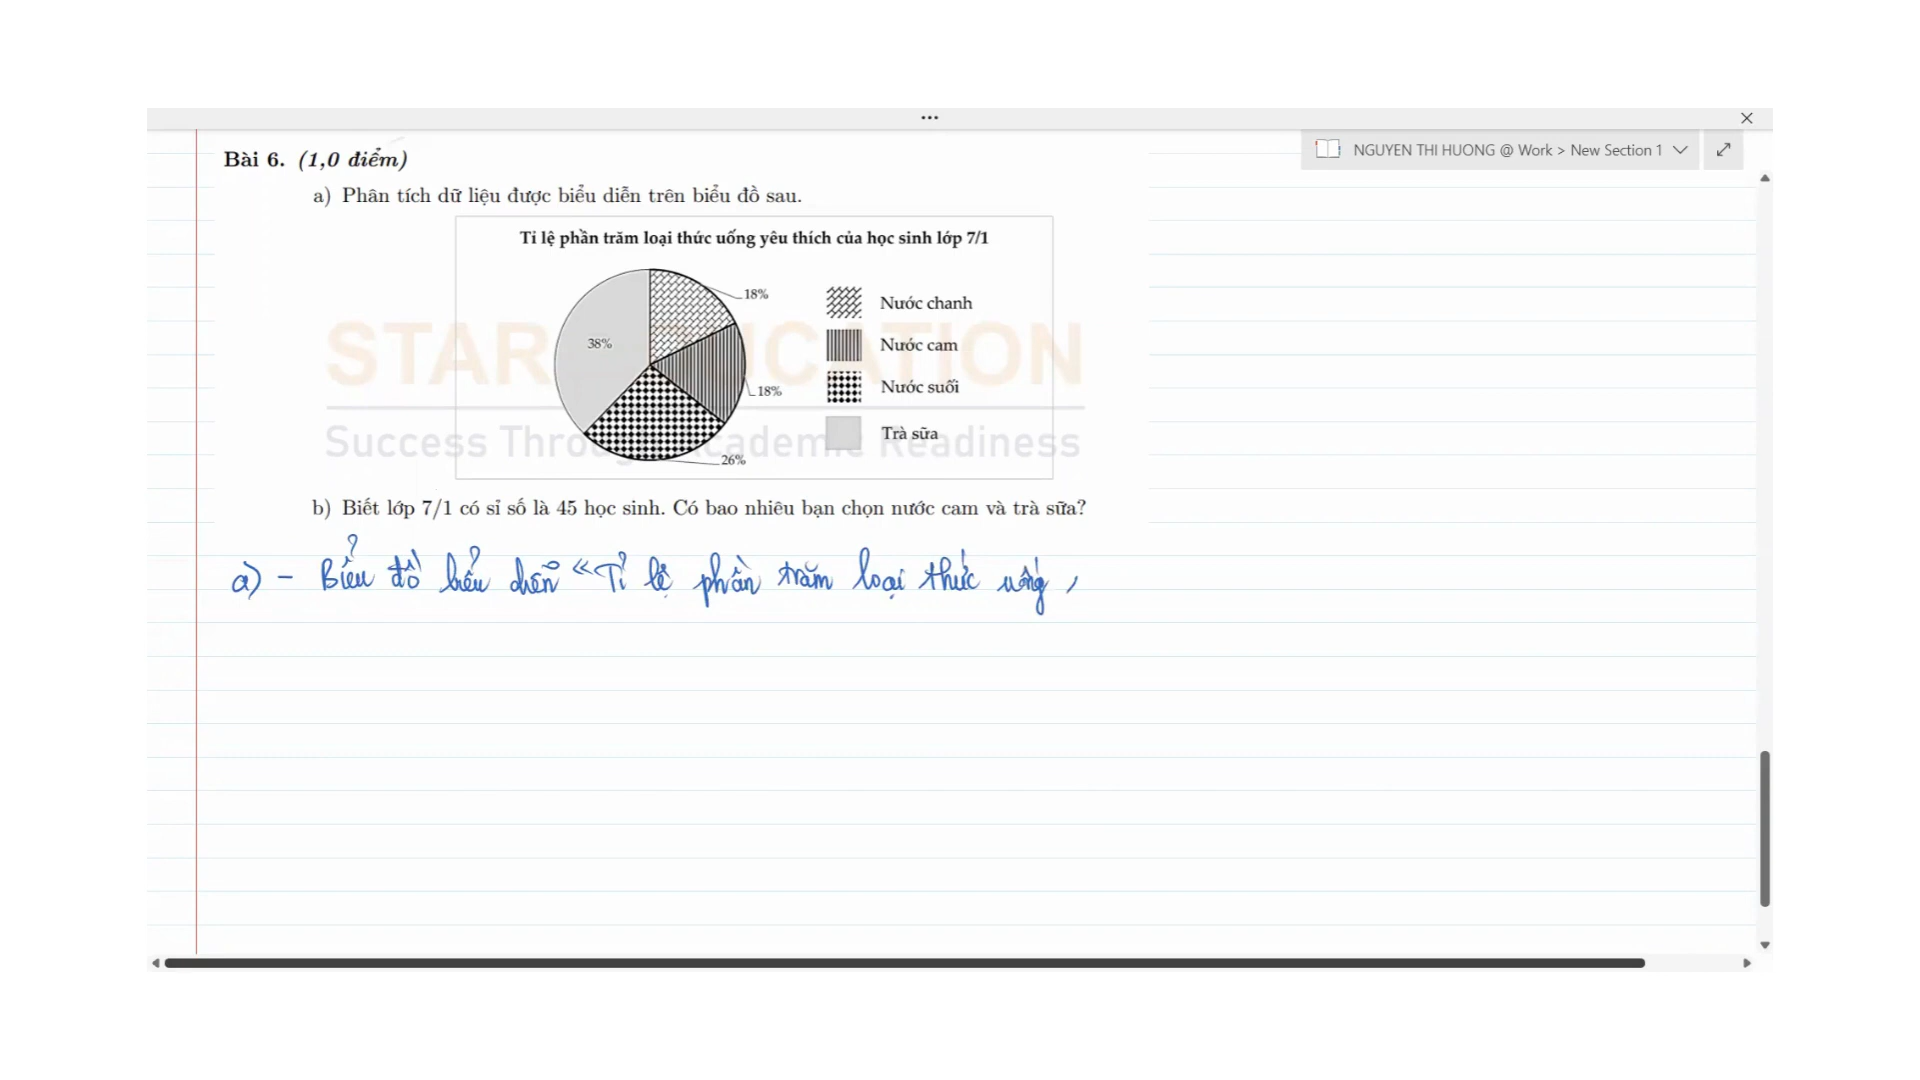 NGUYEN THI HUONG @ Work > New Section 1
Bài 6. (1,0 điểm)
a) Phân tích dữ liệu được biểu diễn trên biểu đồ sau.
Tỉ lệ phần trăm loại thức uống yêu thích của học sinh lớp 7/1
18%
Nước chanh
38%
Nước cam
18%
Nước suối
Trà sữa
26%
STAR EDUCATION
Success Through Academic Readiness
b) Biết lớp 7/1 có sỉ số là 45 học sinh. Có bao nhiêu bạn chọn nước cam và trà sữa?
a) - Biểu đồ biểu diễn "Tỉ lệ phần trăm loại thức uống